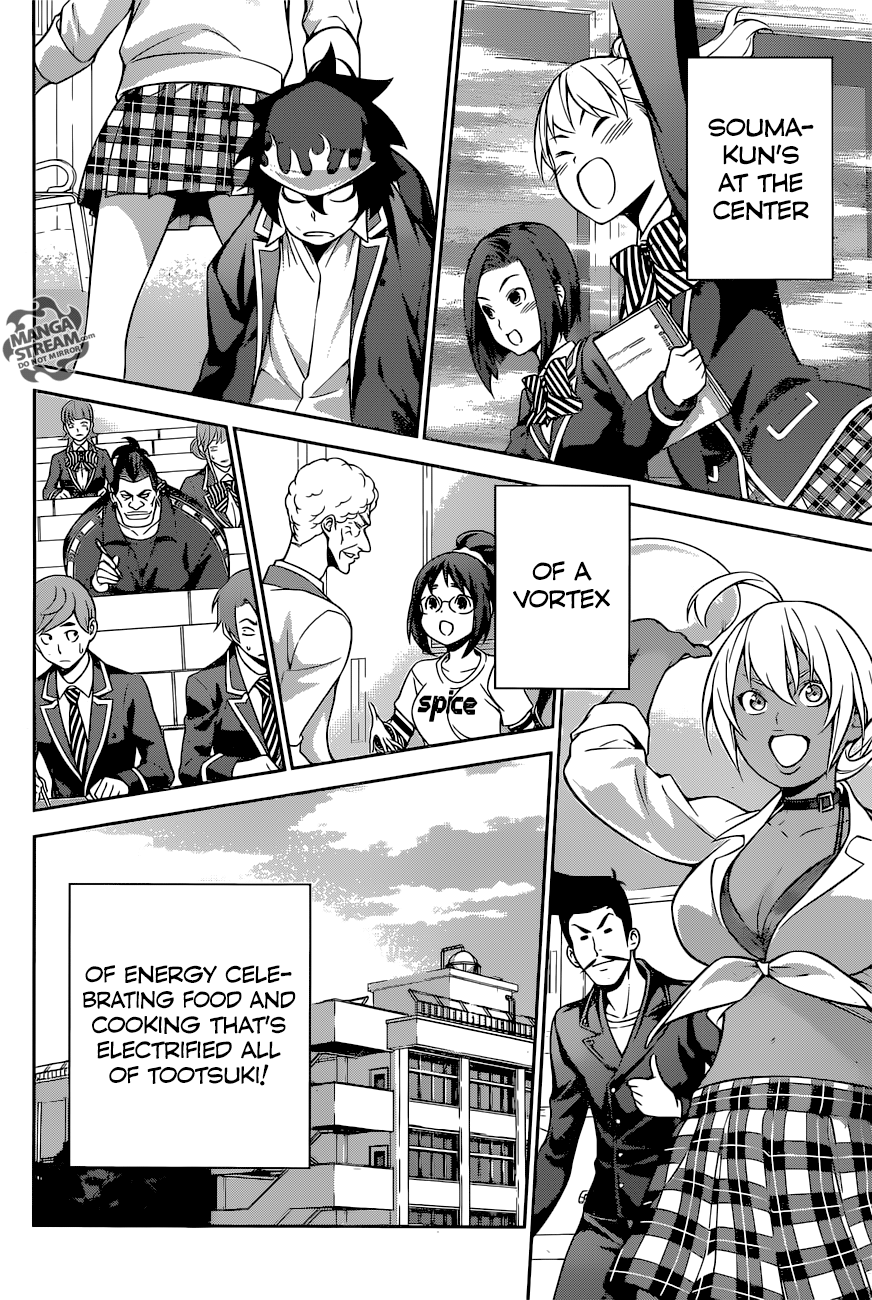 SOUMA-
KUN'S
AT THE
CENTER
MANGA
STREAM.com
DO NOT MIRROR
OF A
VORTEX
spice
OF ENERGY CELE-
BRATING FOOD AND
COOKING THAT'S
ELECTRIFIED ALL
OF TOOTSUKI!